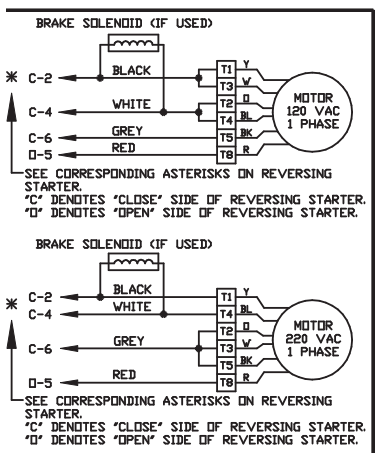 BRAKE SOLENOID (IF USED)
* C-2 BLACK T1 Y
T3 W
C-4 WHITE T2 O
T4 BL
C-6 GREY T5 BK
O-5 RED T8 R
MOTOR
120 VAC
1 PHASE
SEE CORRESPONDING ASTERISKS ON REVERSING
STARTER.
"C" DENOTES "CLOSE" SIDE OF REVERSING STARTER.
"O" DENOTES "OPEN" SIDE OF REVERSING STARTER.
BRAKE SOLENOID (IF USED)
* C-2 BLACK T1 Y
C-4 WHITE T4 BL
T2 O
C-6 GREY T3 W
T5 BK
O-5 RED T8 R
MOTOR
220 VAC
1 PHASE
SEE CORRESPONDING ASTERISKS ON REVERSING
STARTER.
"C" DENOTES "CLOSE" SIDE OF REVERSING STARTER.
"O" DENOTES "OPEN" SIDE OF REVERSING STARTER.